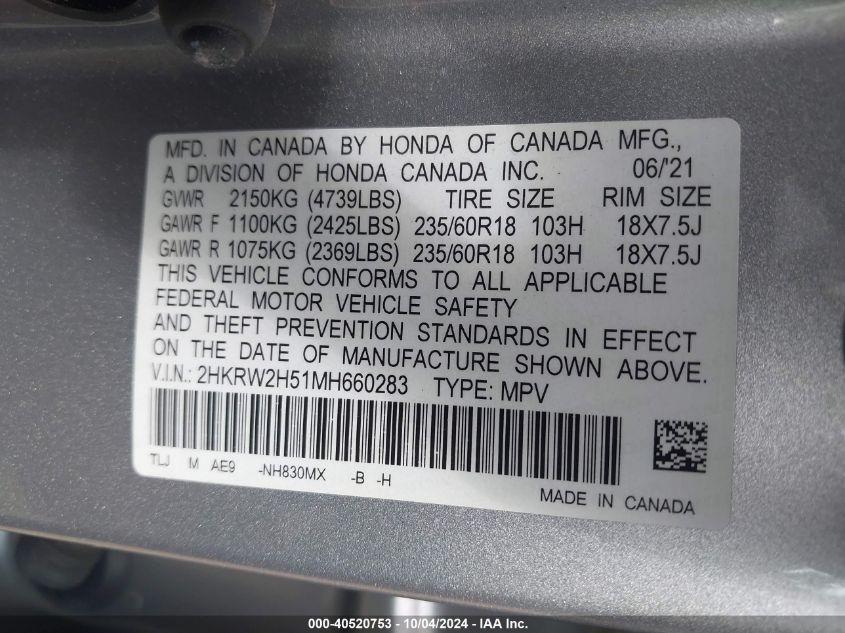 MFD. IN CANADA BY HONDA OF CANADA MFG.,
A DIVISION OF HONDA CANADA INC. 06/'21
GVWR 2150KG (4739LBS) TIRE SIZE RIM SIZE
GAWR F 1100KG (2425LBS) 235/60R18 103H 18X7.5J
GAWR R 1075KG (2369LBS) 235/60R18 103H 18X7.5J
THIS VEHICLE CONFORMS TO ALL APPLICABLE
FEDERAL MOTOR VEHICLE SAFETY
AND THEFT PREVENTION STANDARDS IN EFFECT
ON THE DATE OF MANUFACTURE SHOWN ABOVE.
V.I.N.: 2HKRW2H51MH660283 TYPE: MPV
TLJ M AE9 -NH830MX -B -H
MADE IN CANADA
000-40520753 - 10/04/2024 - IAA Inc.